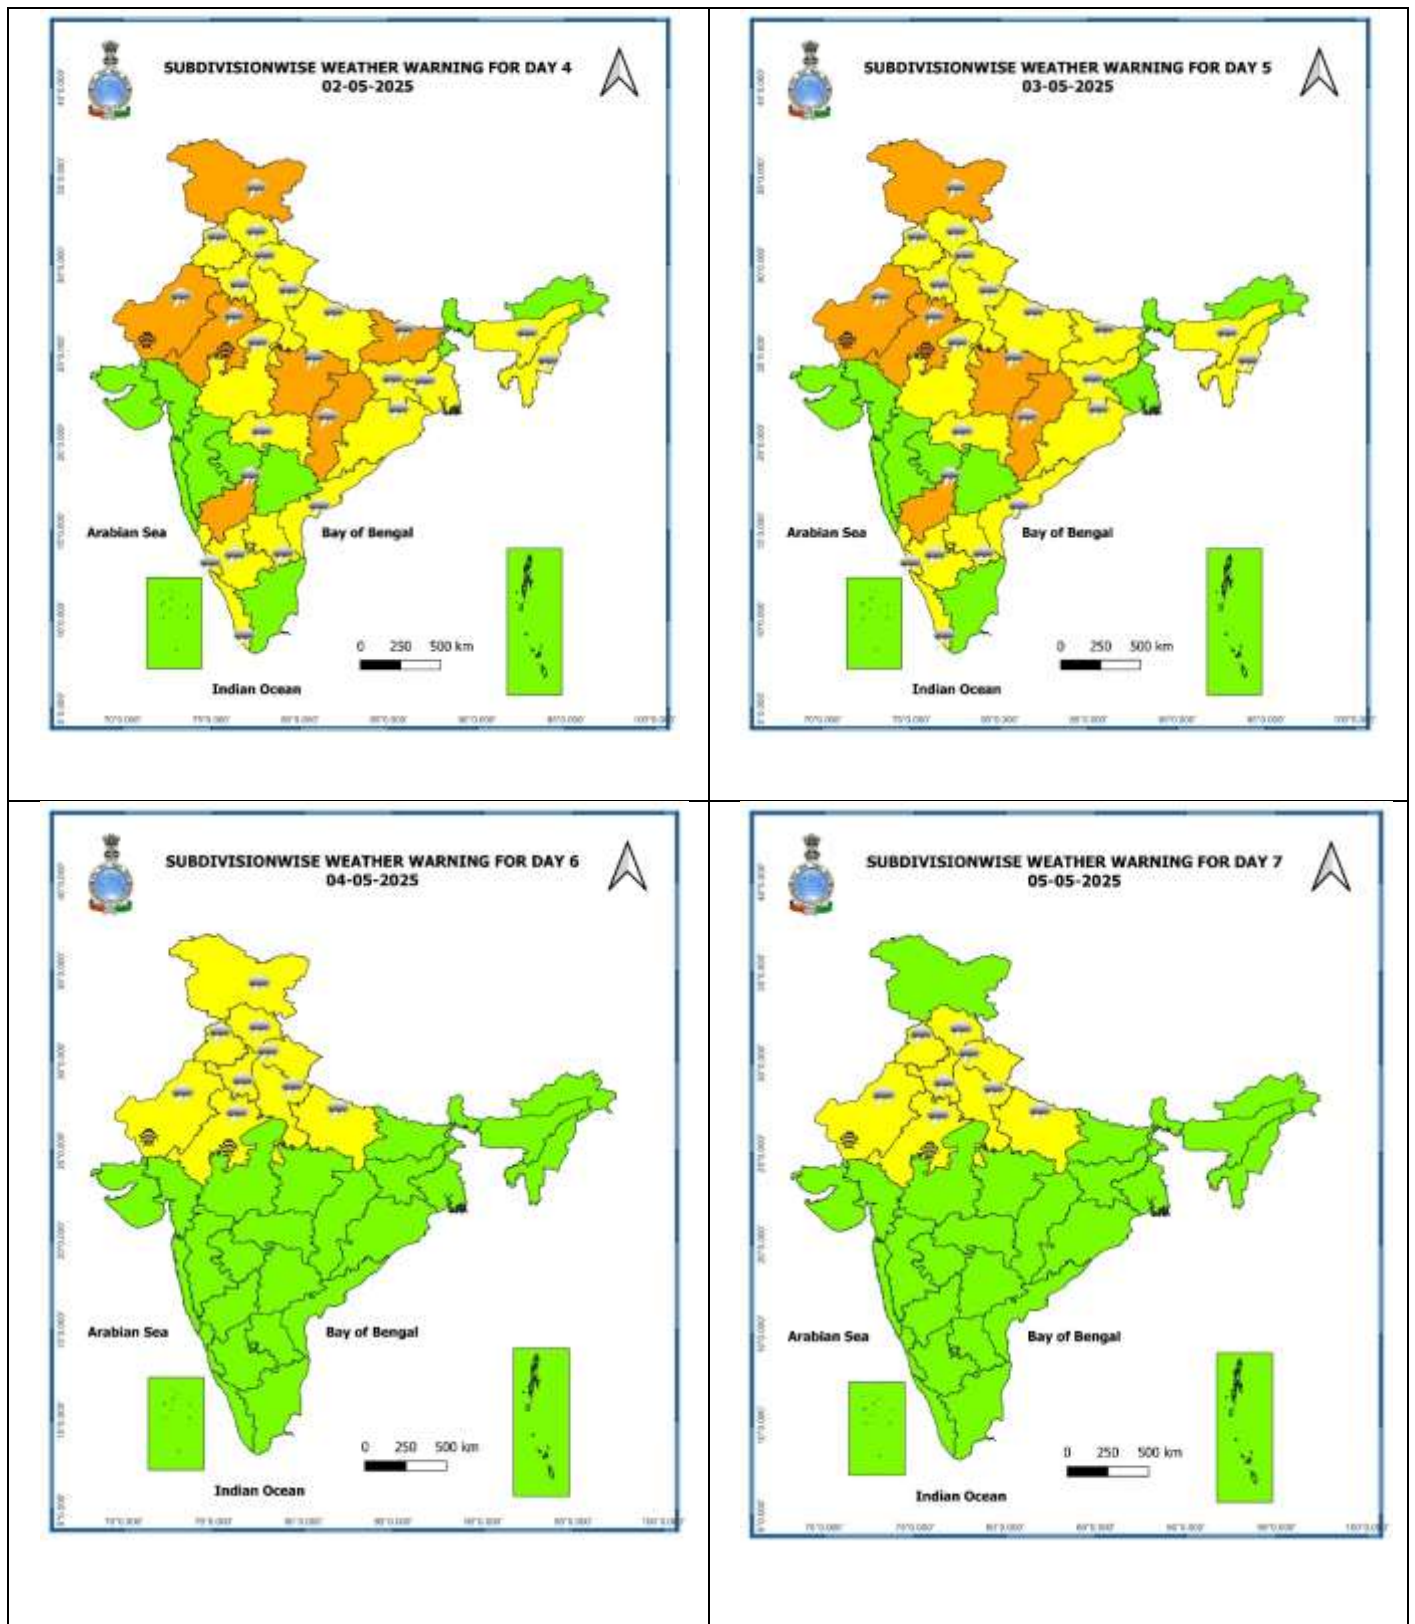 SUBDIVISIONWISE WEATHER WARNING FOR DAY 4
02-05-2025
Arabian Sea
Bay of Bengal
0 250 500 km
Indian Ocean
SUBDIVISIONWISE WEATHER WARNING FOR DAY 5
03-05-2025
Arabian Sea
Bay of Bengal
0 250 500 km
Indian Ocean
SUBDIVISIONWISE WEATHER WARNING FOR DAY 6
04-05-2025
Arabian Sea
Bay of Bengal
0 250 500 km
Indian Ocean
SUBDIVISIONWISE WEATHER WARNING FOR DAY 7
05-05-2025
Arabian Sea
Bay of Bengal
0 250 500 km
Indian Ocean